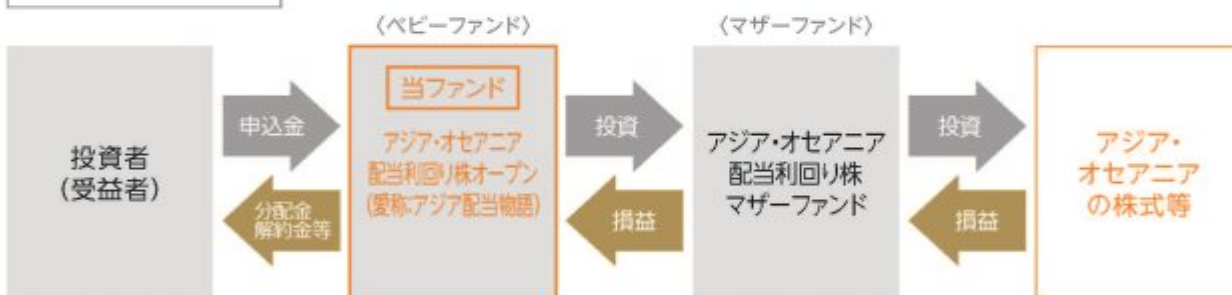 〈ベビーファンド〉
〈マザーファンド〉
投資者
(受益者)
申込金
分配金
解約金等
当ファンド
アジア・オセアニア
配当利回り株オープン
(愛称:アジア配当物語)
投資
損益
アジア・オセアニア
配当利回り株
マザーファンド
投資
損益
アジア・
オセアニア
の株式等